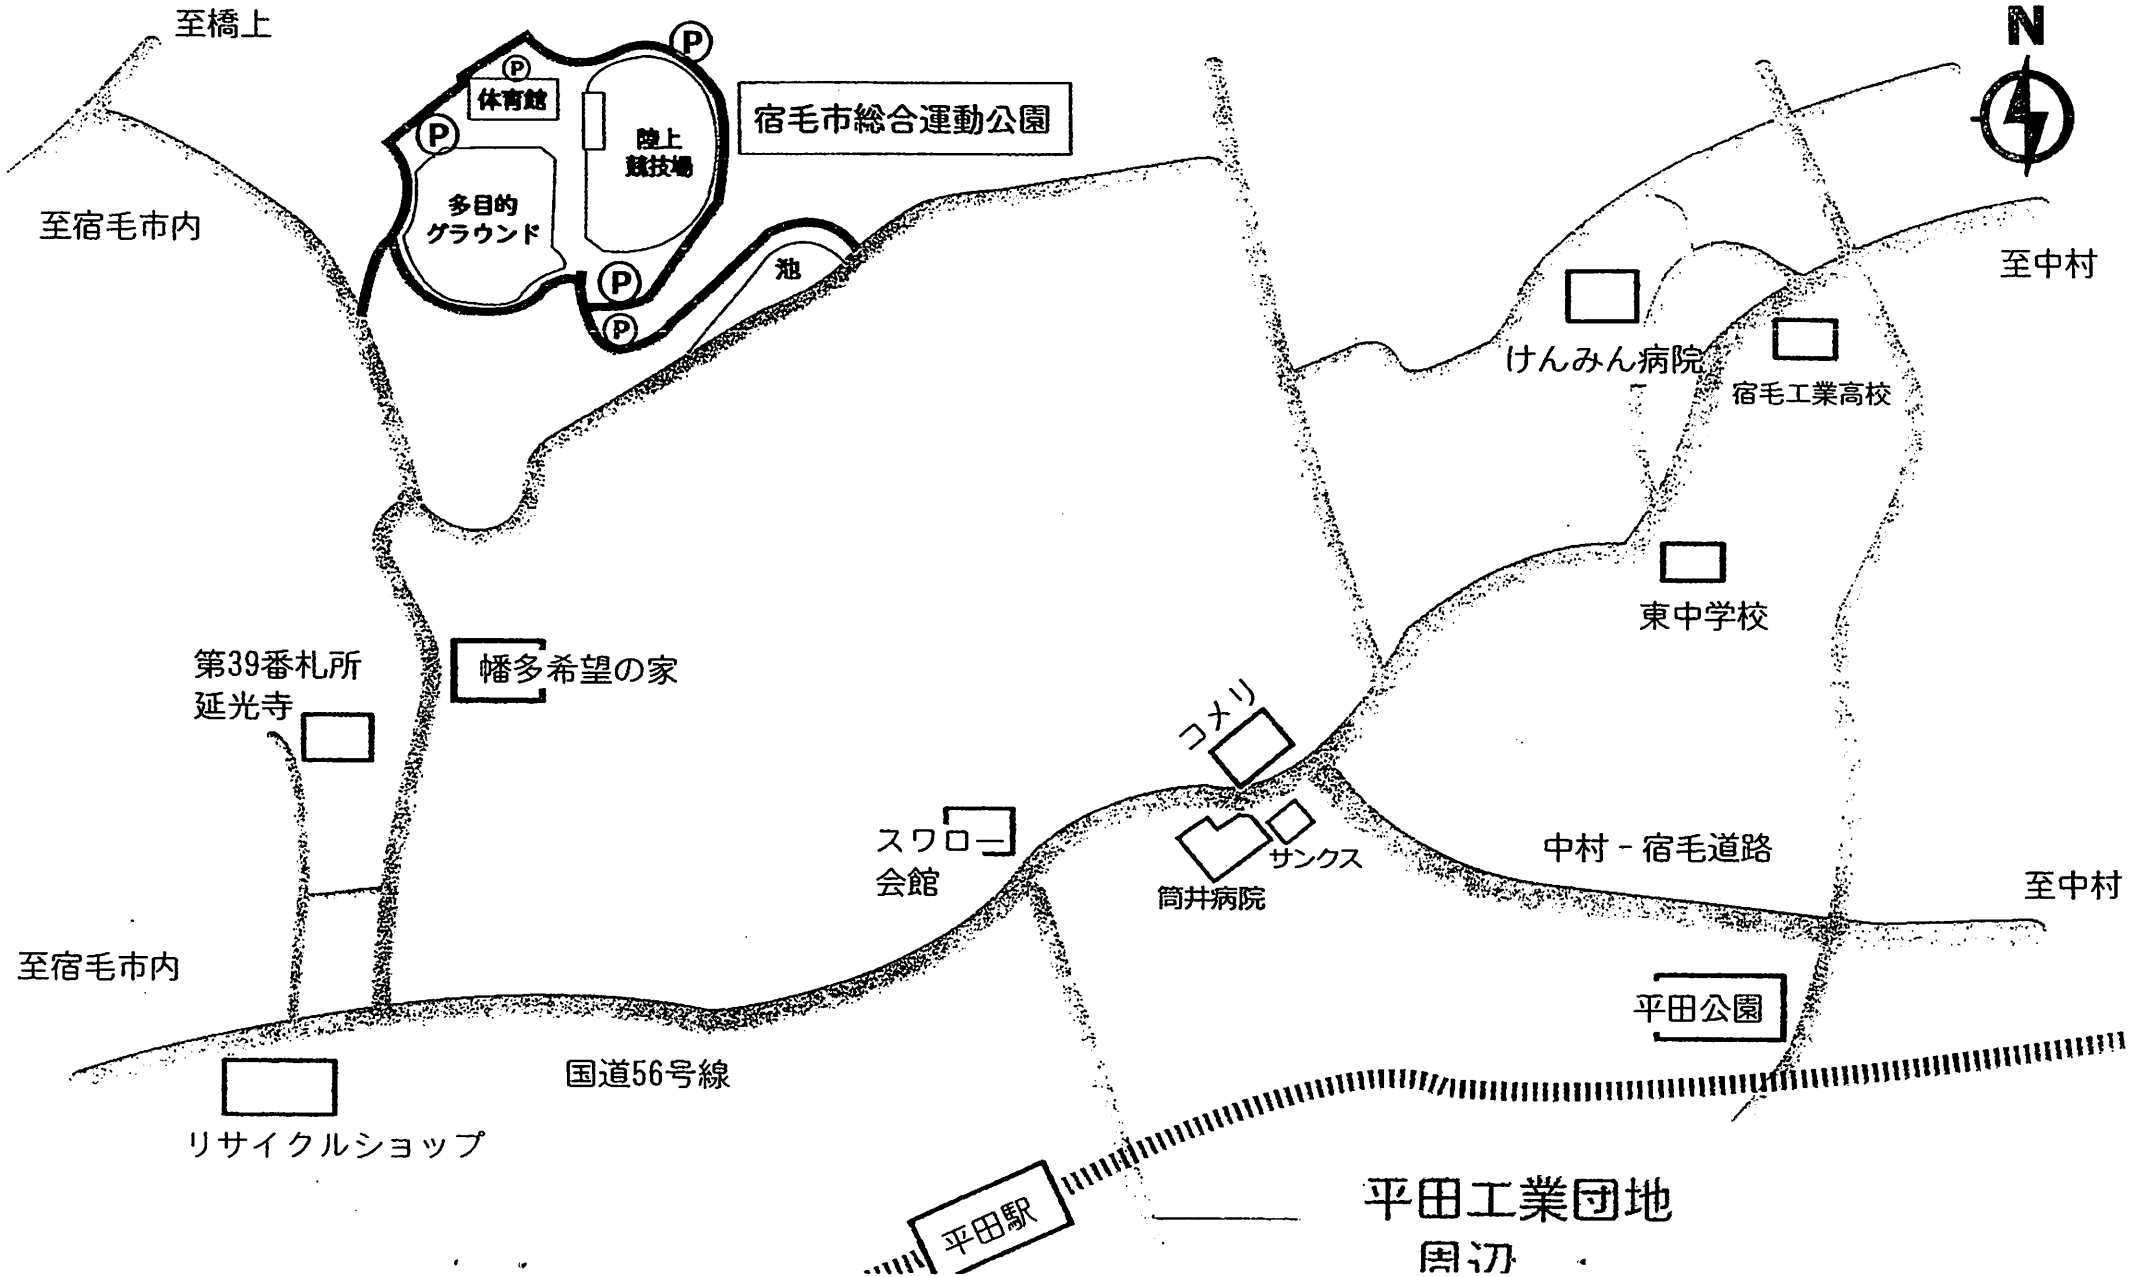 至橋上
N
P
P
体育館
P
宿毛市総合運動公園
陸上
競技場
至宿毛市内
多目的
グラウンド
池
P
P
至中村
けんみん病院
宿毛工業高校
東中学校
第39番札所
延光寺
幡多希望の家
コメリ
スワロー
会館
サンクス
筒井病院
中村－宿毛道路
至中村
至宿毛市内
平田公園
国道56号線
リサイクルショップ
平田駅
平田工業団地
周辺